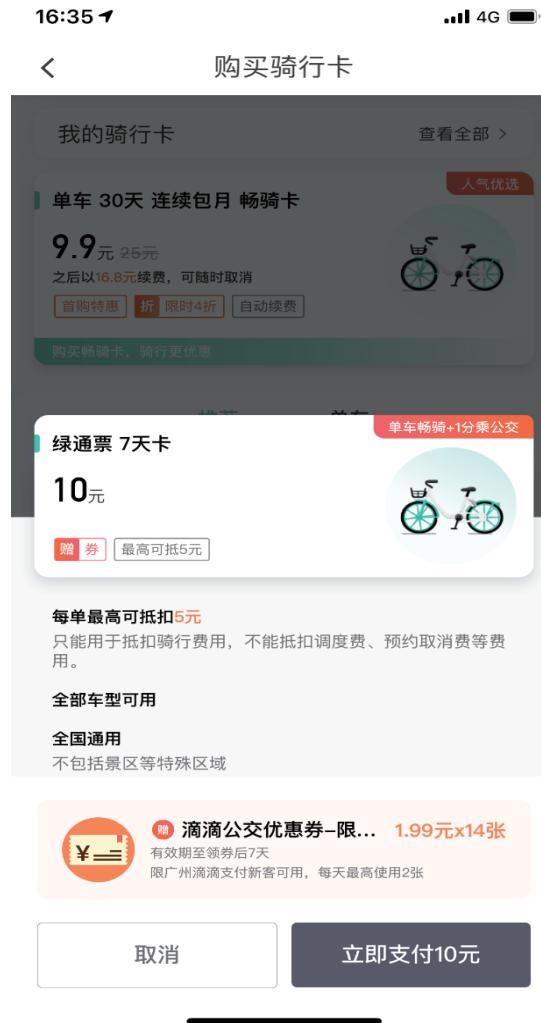 16:35
4G
购买骑行卡
我的骑行卡
查看全部
人气优选
单车 30天 连续包月 畅骑卡
9.9元 25元
之后以16.8元续费，可随时取消
首购特惠 折 限时4折 自动续费
购买畅骑卡，骑行更优惠
单车畅骑+1分乘公交
绿通票 7天卡
10元
赠 券 最高可抵5元
每单最高可抵扣5元
只能用于抵扣骑行费用，不能抵扣调度费、预约取消费等费
用。
全部车型可用
全国通用
不包括景区等特殊区域
赠 滴滴公交优惠券–限... 1.99元x14张
¥
有效期至领券后7天
限广州滴滴支付新客可用，每天最高使用2张
取消
立即支付10元